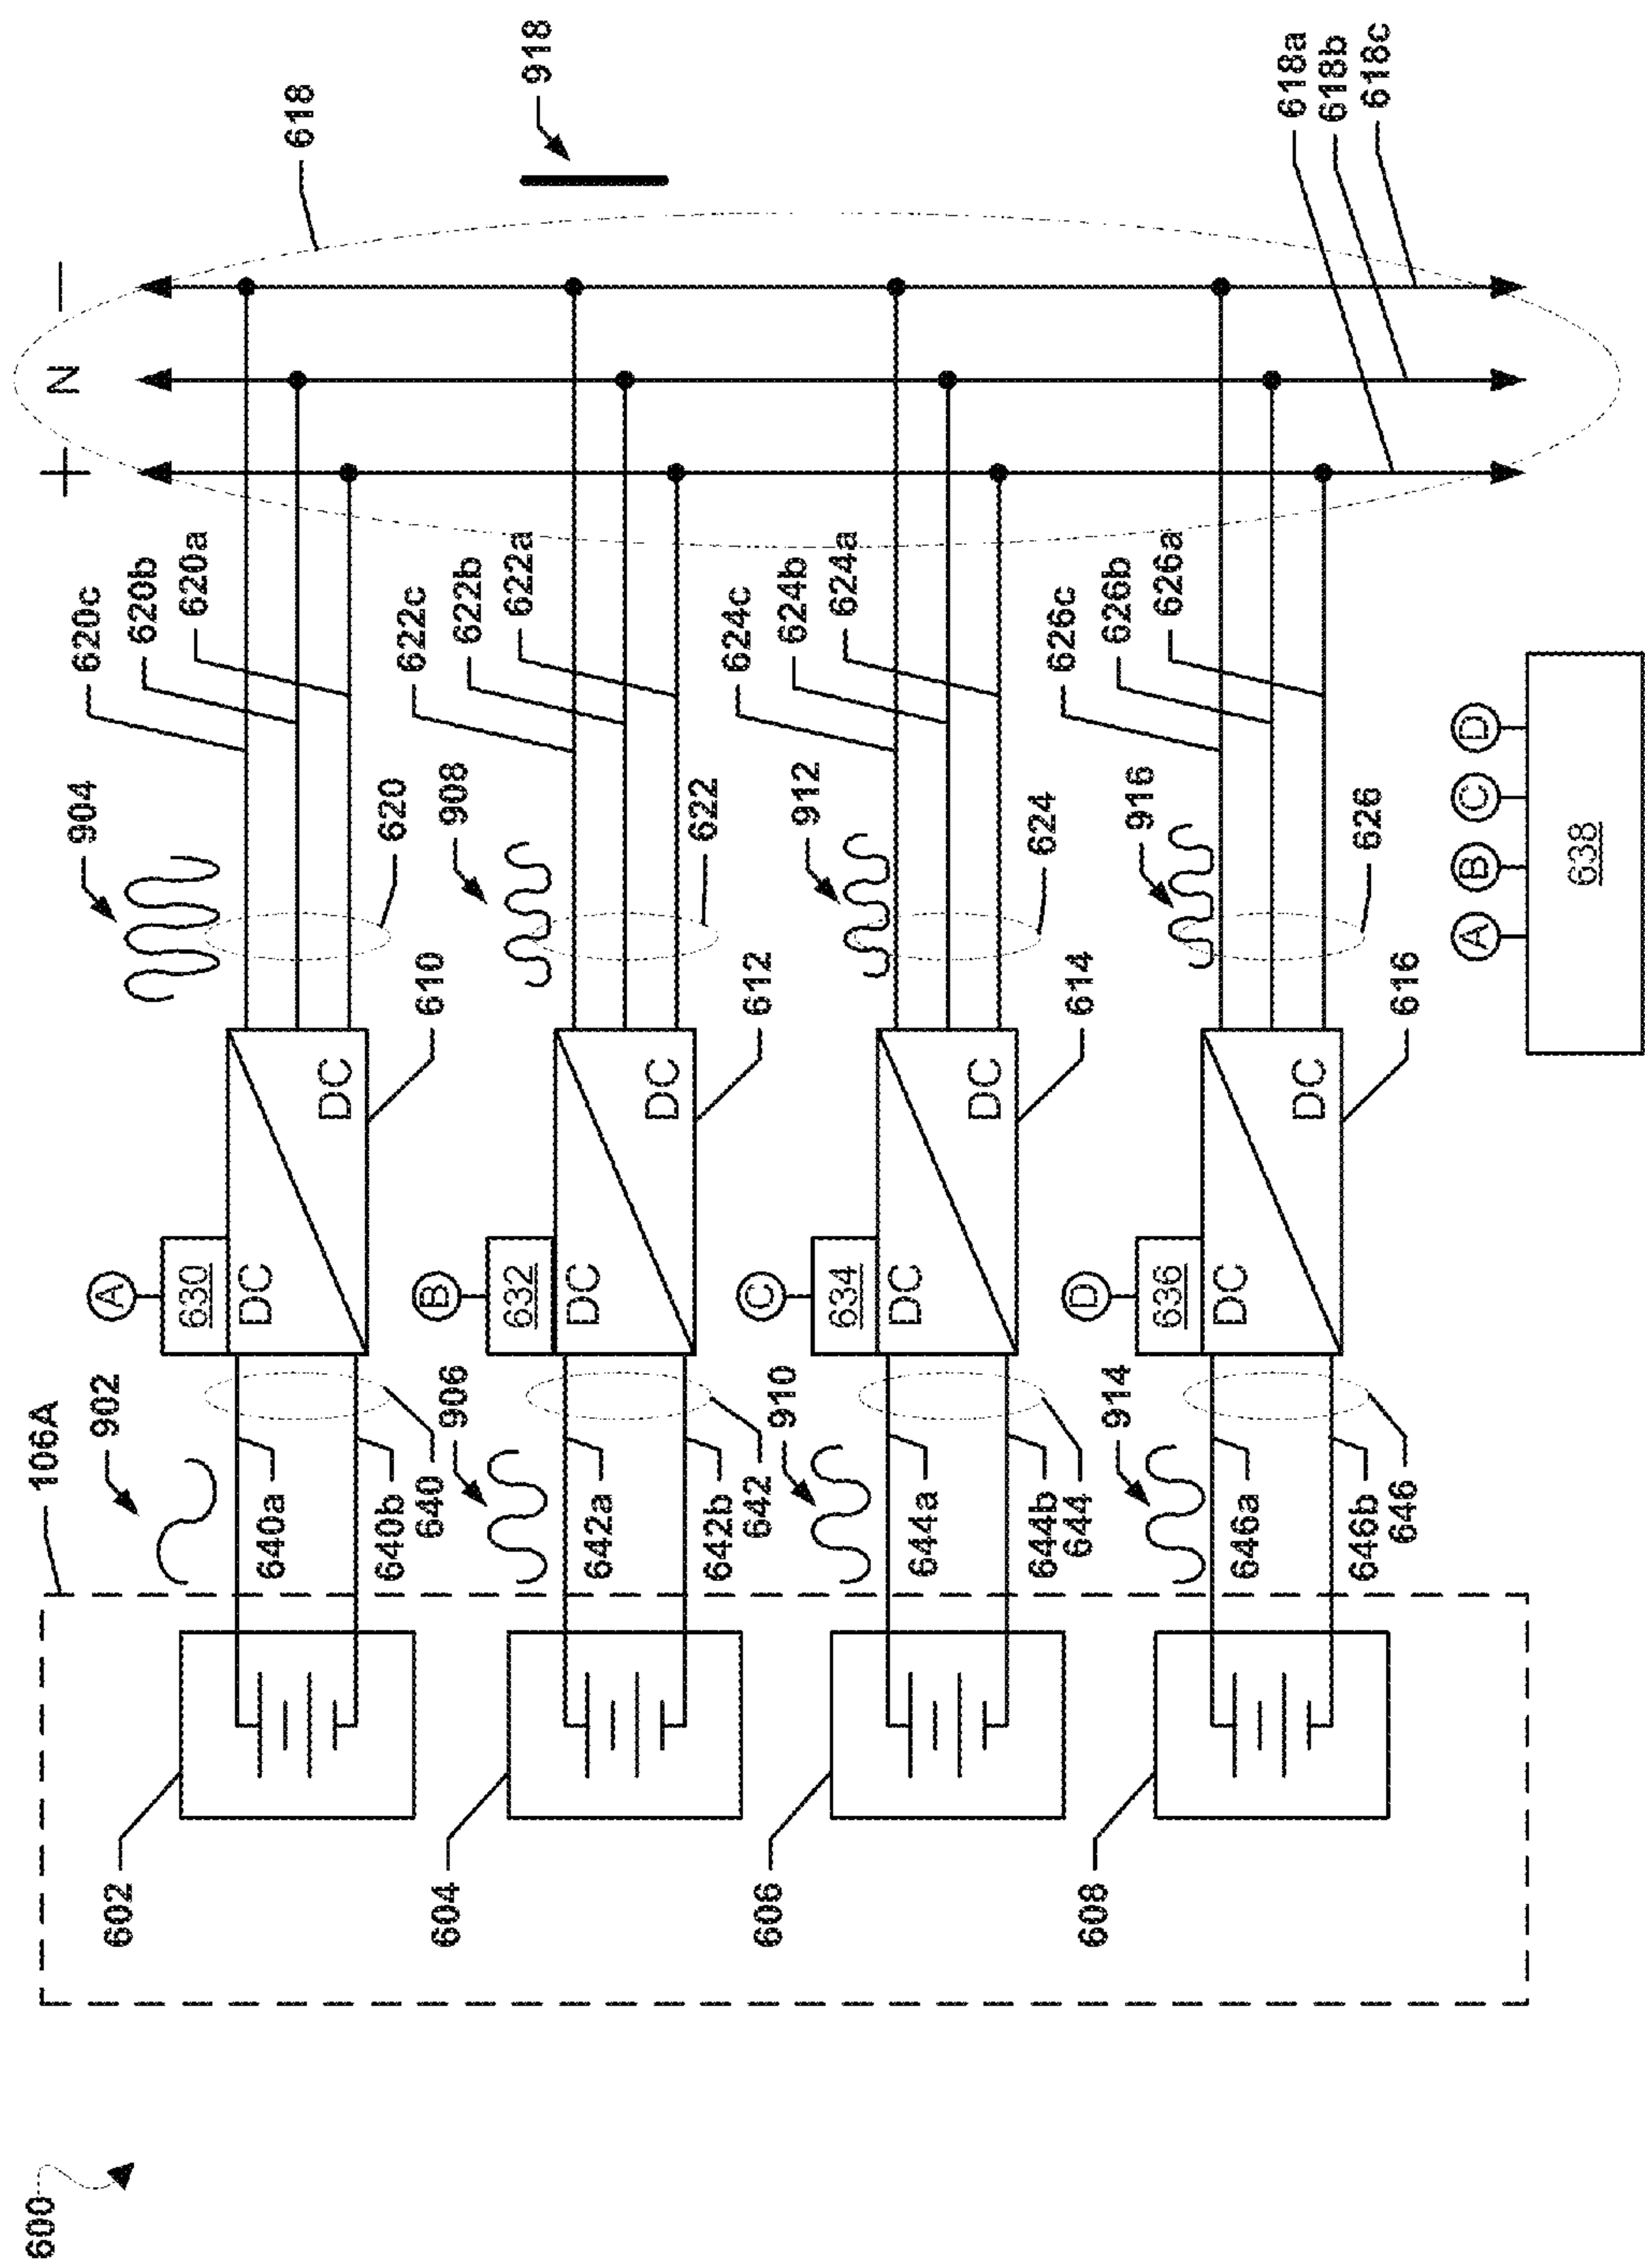 600
106A
602
604
606
608
902
640a
640b
640
906
642a
642b
642
910
644a
644b
644
914
646a
646b
646
A
630
DC
DC
610
B
632
DC
DC
612
C
634
DC
DC
614
D
636
DC
DC
616
904
620
620c
620b
620a
908
622
622c
622b
622a
912
624
624c
624b
624a
916
626
626c
626b
626a
+
N
−
618
918
618a
618b
618c
A
B
C
D
638